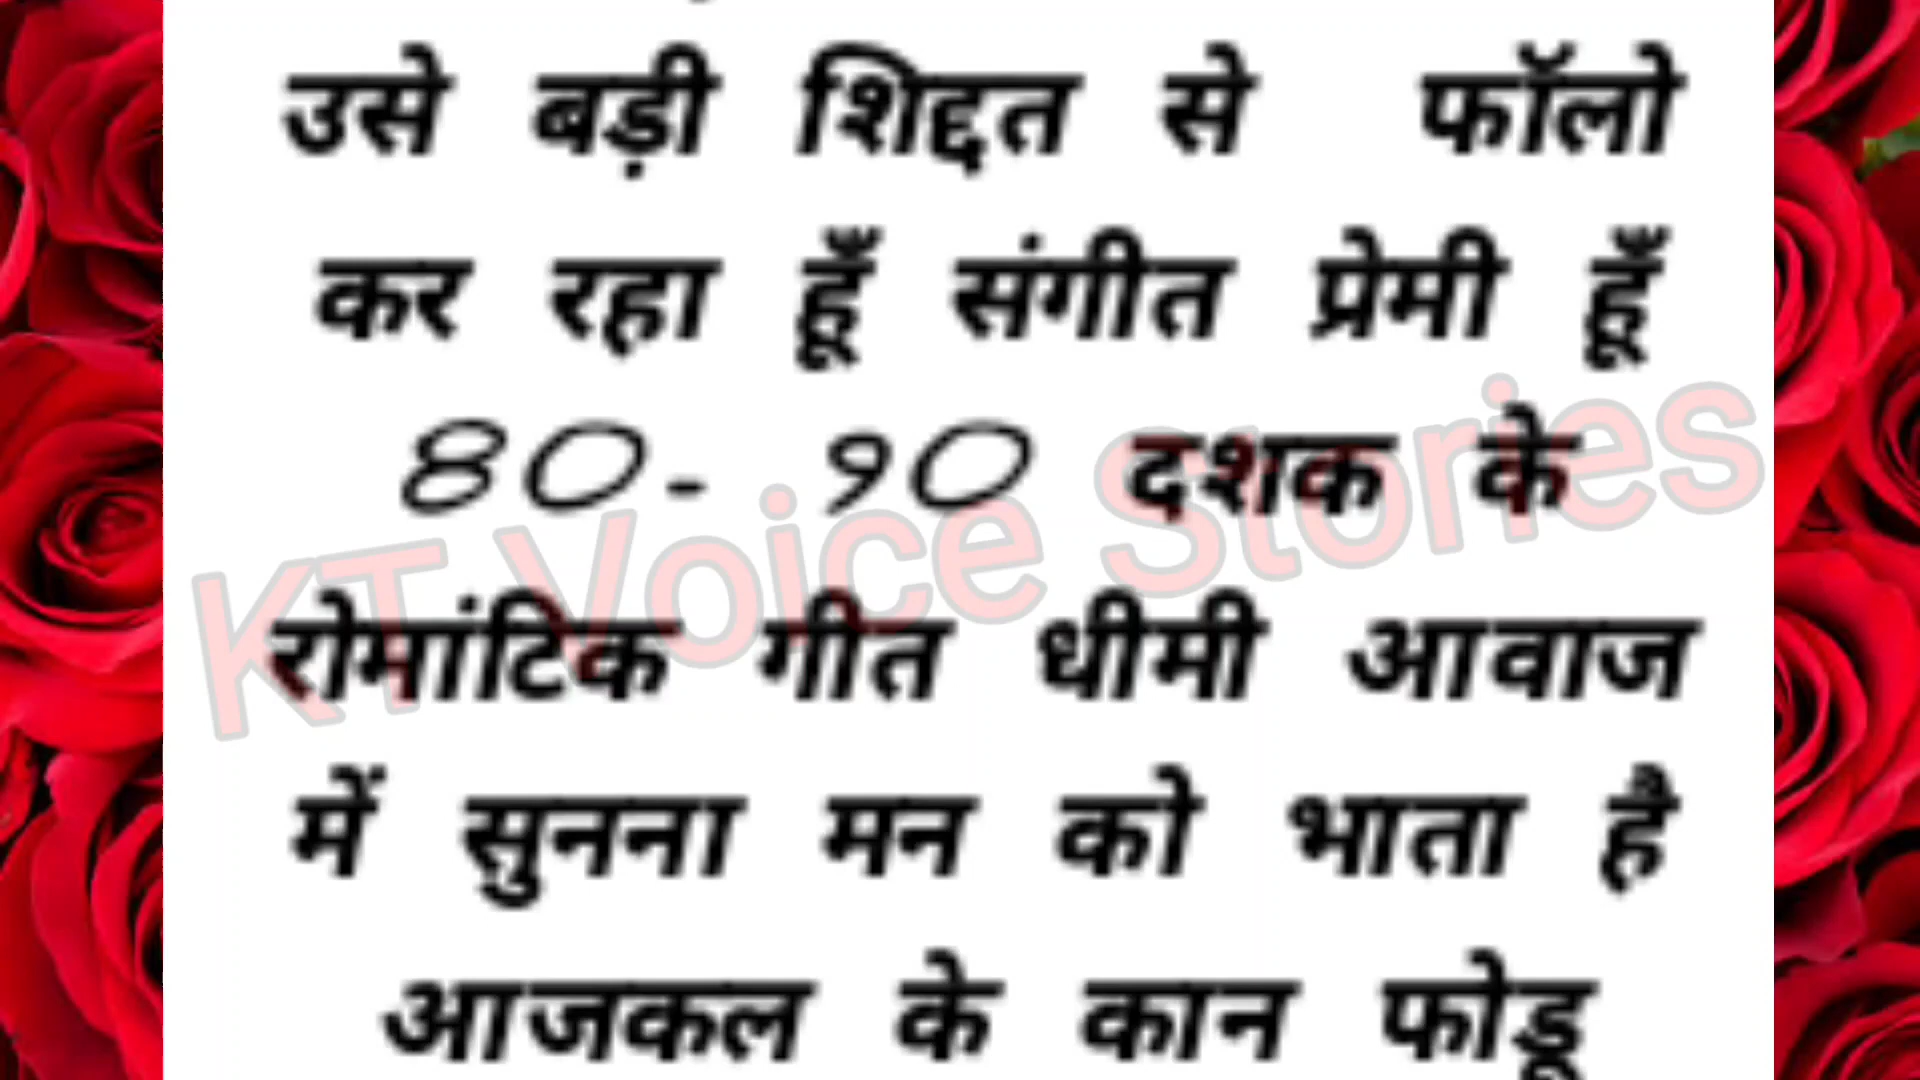 उसे बड़ी शिद्दत से फॉलो
कर रहा हूँ संगीत प्रेमी हूँ
80- 90 दशक के
KT Voice Stories
रोमांटिक गीत धीमी आवाज
में सुनना मन को भाता है
आजकल के कान फोड़ू